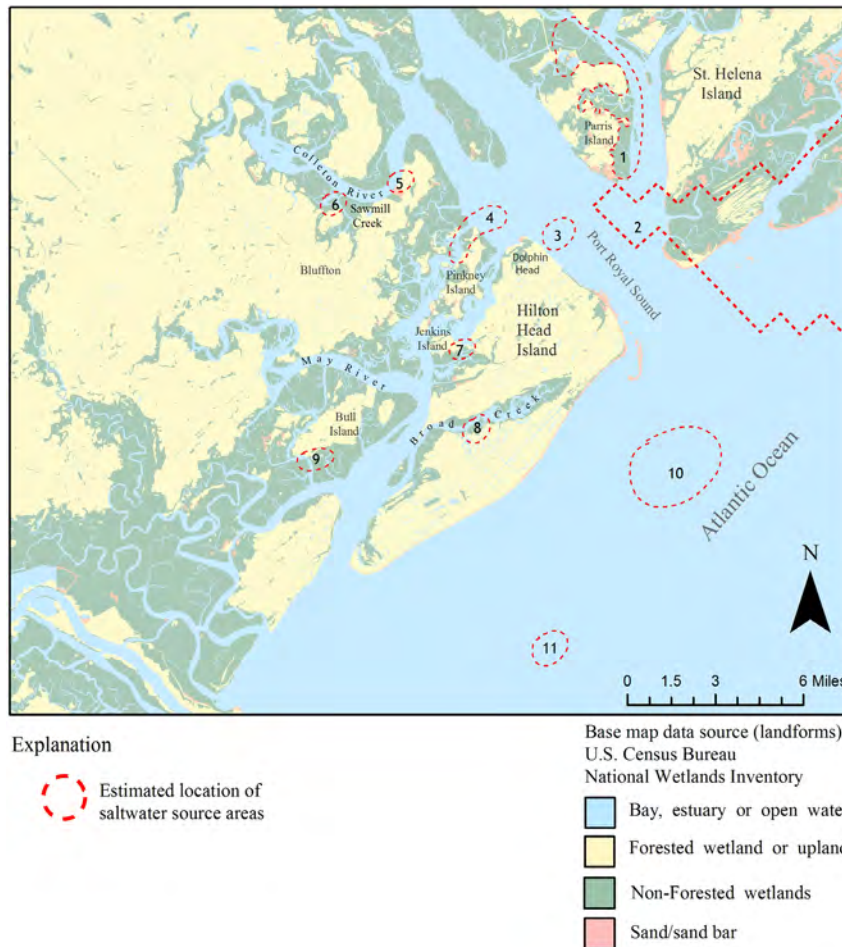 St. Helena
Island
Parris
Island
1
Colleton River
5
6
Sawmill
Creek
4
3
2
Port Royal Sound
Dolphin
Head
Bluffton
Pinkney
Island
Hilton
Head
Island
Jenkins
Island
7
May River
Bull
Island
Broad Creek
8
9
10
Atlantic Ocean
N
11
0 1.5 3 6 Miles
Explanation
Estimated location of
saltwater source areas
Base map data source (landforms)
U.S. Census Bureau
National Wetlands Inventory
Bay, estuary or open wate
Forested wetland or upland
Non-Forested wetlands
Sand/sand bar